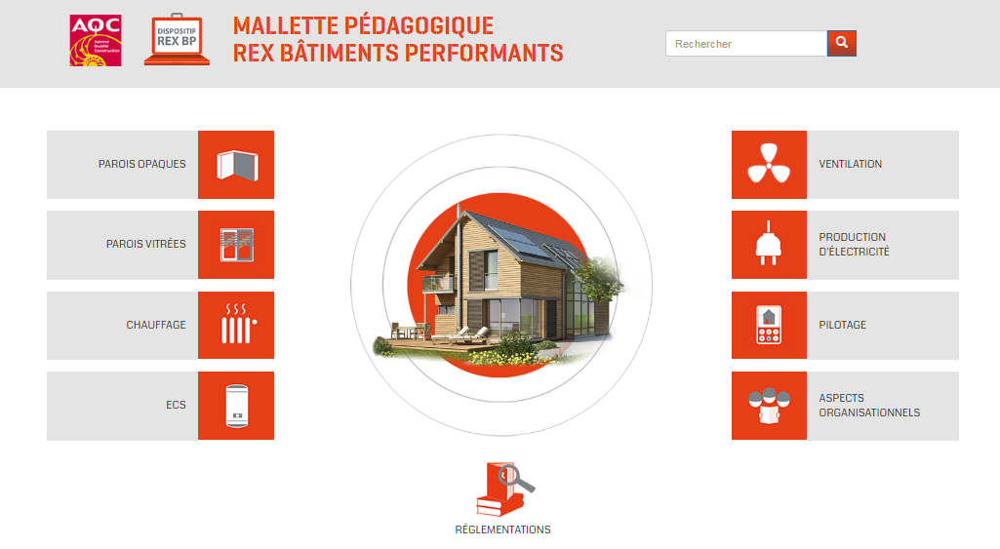 AQC
Agence
Qualité
Construction
DISPOSITIF
REX BP
MALLETTE PÉDAGOGIQUE
REX BÂTIMENTS PERFORMANTS
Rechercher
PAROIS OPAQUES
PAROIS VITRÉES
CHAUFFAGE
ECS
VENTILATION
PRODUCTION
D'ÉLECTRICITÉ
PILOTAGE
ASPECTS
ORGANISATIONNELS
RÉGLEMENTATIONS